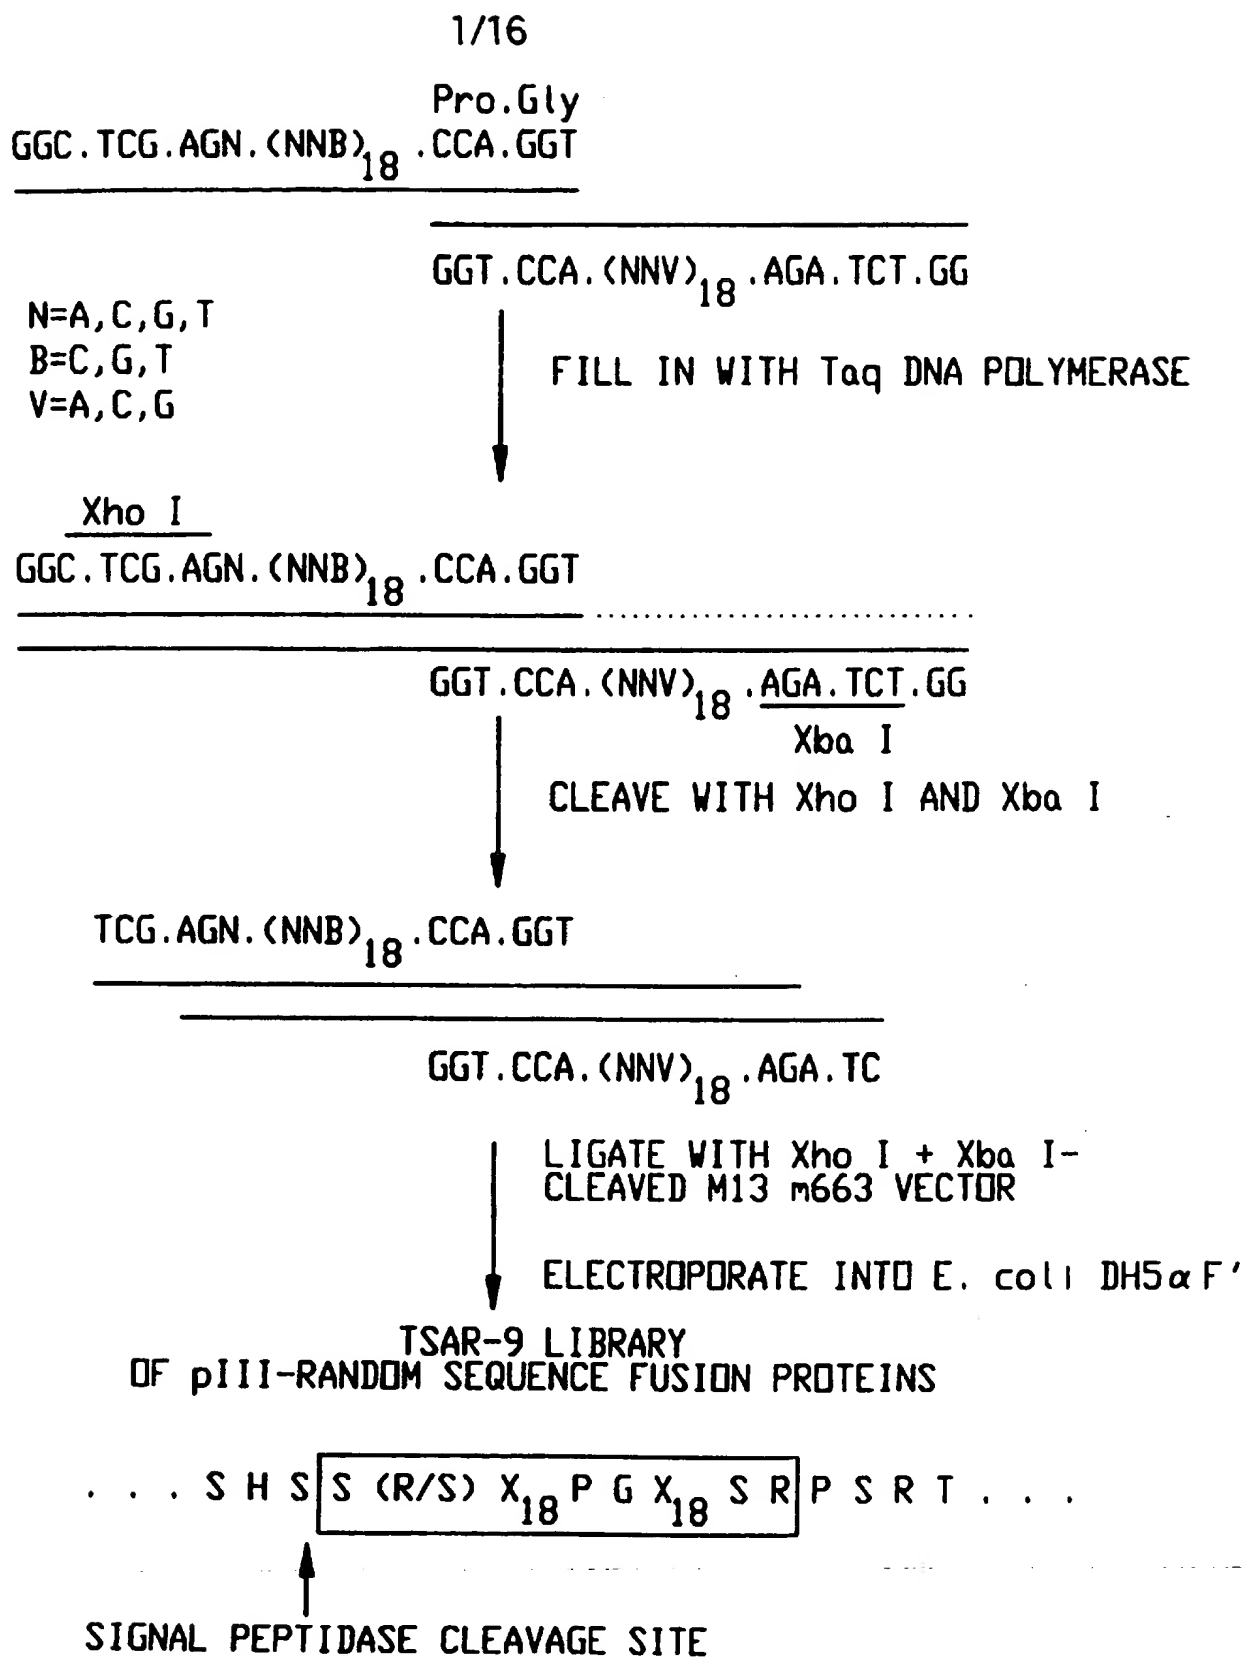 1/16
Pro.Gly
GGC.TCG.AGN.(NNB)18.CCA.GGT
GGT.CCA.(NNV)18.AGA.TCT.GG
N=A,C,G,T
B=C,G,T
V=A,C,G
FILL IN WITH Taq DNA POLYMERASE
Xho I
GGC.TCG.AGN.(NNB)18.CCA.GGT
GGT.CCA.(NNV)18.AGA.TCT.GG
Xba I
CLEAVE WITH Xho I AND Xba I
TCG.AGN.(NNB)18.CCA.GGT
GGT.CCA.(NNV)18.AGA.TC
LIGATE WITH Xho I + Xba I-
CLEAVED M13 m663 VECTOR
ELECTROPORATE INTO E. coli DH5αF'
TSAR-9 LIBRARY
OF pIII-RANDOM SEQUENCE FUSION PROTEINS
. . . S H S S (R/S) X18 P G X18 S R P S R T . . .
SIGNAL PEPTIDASE CLEAVAGE SITE